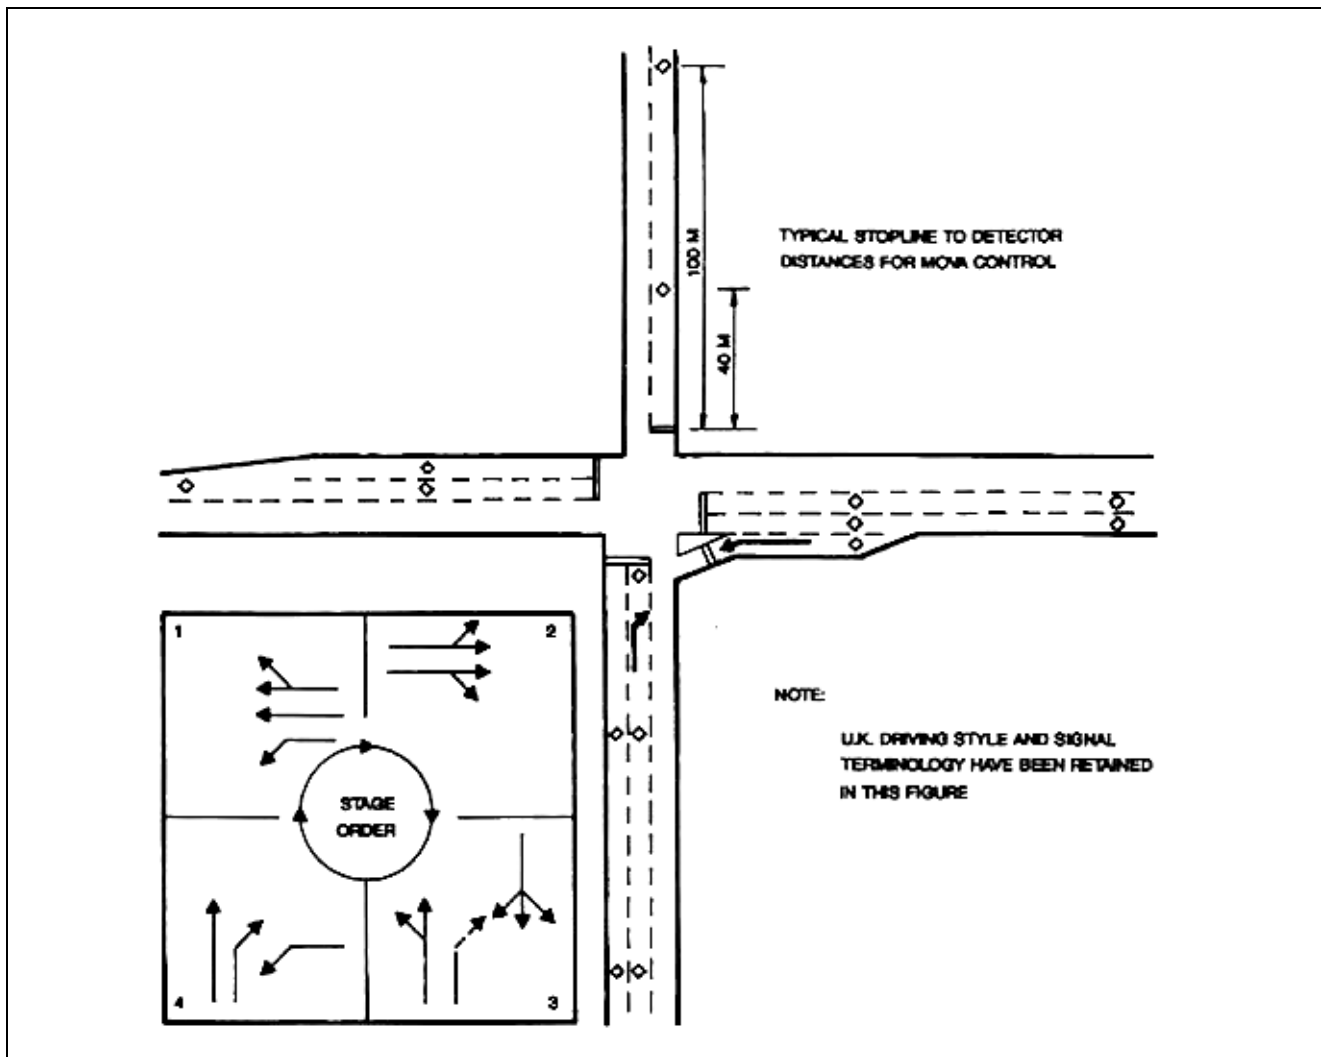 100 M
TYPICAL STOPLINE TO DETECTOR
DISTANCES FOR MOVA CONTROL
40 M
1
2
NOTE:
U.K. DRIVING STYLE AND SIGNAL
TERMINOLOGY HAVE BEEN RETAINED
IN THIS FIGURE
STAGE
ORDER
4
3